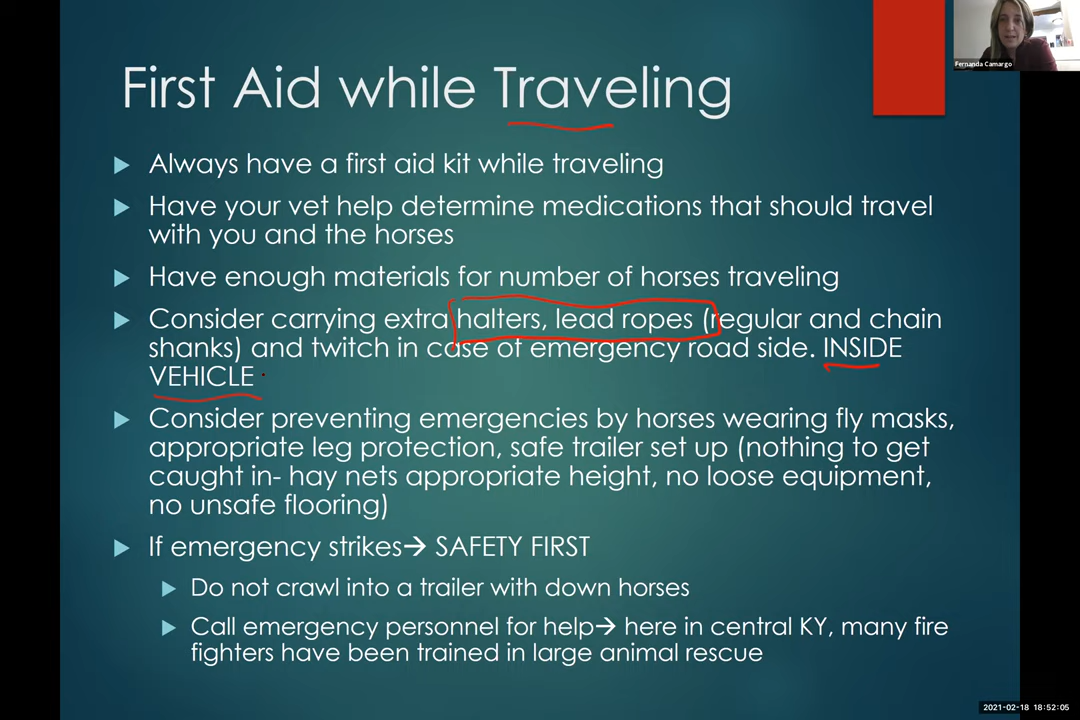 Fernanda Camargo
First Aid while Traveling
Always have a first aid kit while traveling
Have your vet help determine medications that should travel
with you and the horses
Have enough materials for number of horses traveling
Consider carrying extra halters, lead ropes (regular and chain
shanks) and twitch in case of emergency road side. INSIDE
VEHICLE
Consider preventing emergencies by horses wearing fly masks,
appropriate leg protection, safe trailer set up (nothing to get
caught in- hay nets appropriate height, no loose equipment,
no unsafe flooring)
If emergency strikes→ SAFETY FIRST
Do not crawl into a trailer with down horses
Call emergency personnel for help→ here in central KY, many fire
fighters have been trained in large animal rescue
2021-02-18 18:52:05